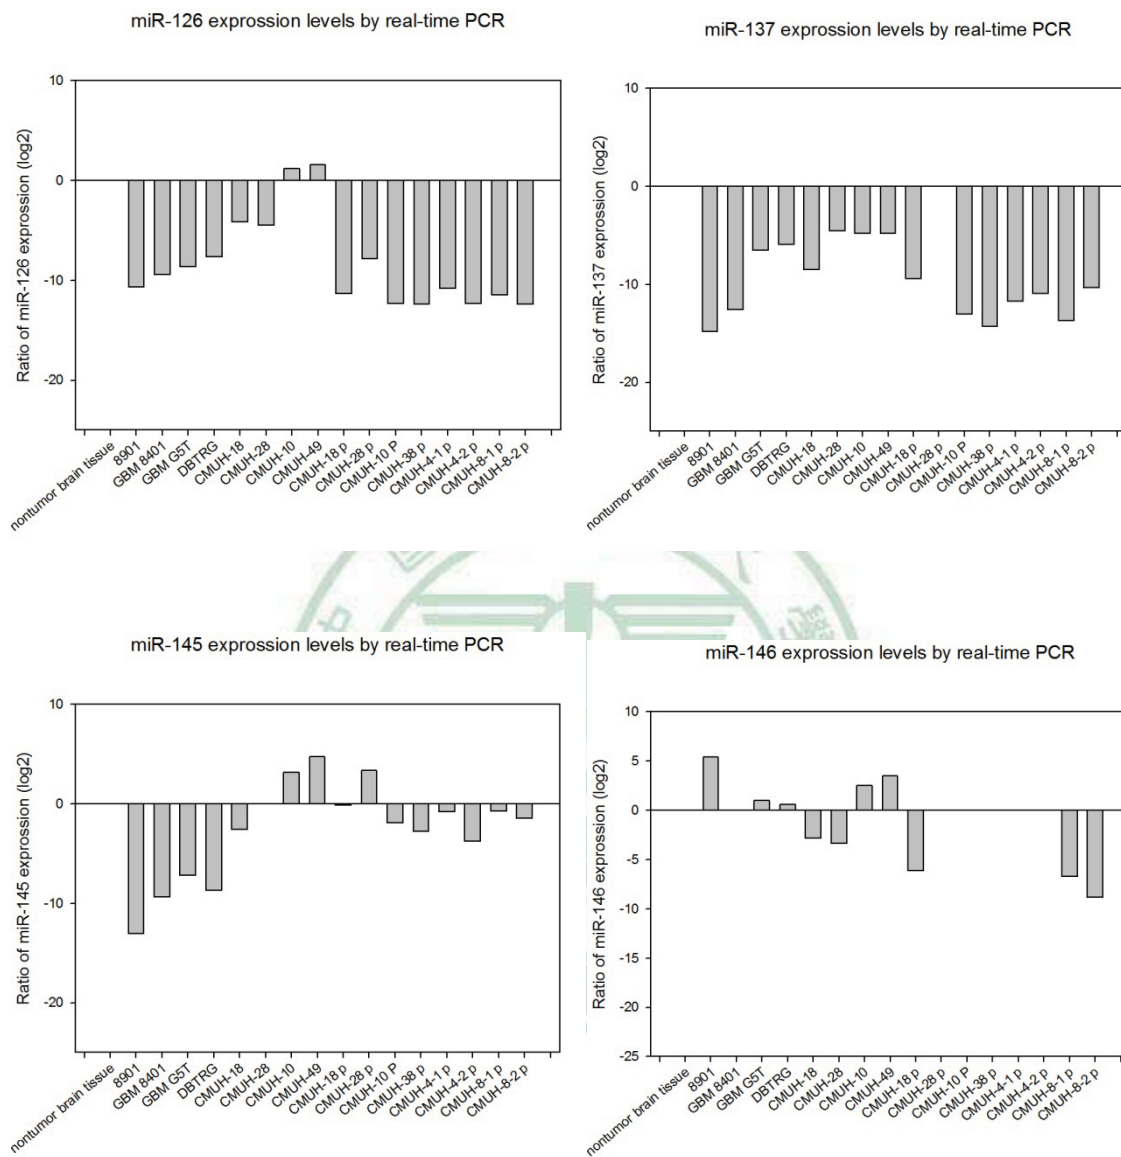 miR-126 exprossion levels by real-time PCR
Ratio of miR-126 exprossion (log2)
10
0
-10
-20
nontumor brain tissue
8901
GBM 8401
GBM G5T
DBTRG
CMUH-18
CMUH-28
CMUH-10
CMUH-49
CMUH-18 p
CMUH-28 p
CMUH-10 P
CMUH-38 p
CMUH-4-1 p
CMUH-4-2 p
CMUH-8-1 p
CMUH-8-2 p
miR-137 exprossion levels by real-time PCR
Ratio of miR-137 exprossion (log2)
10
0
-10
-20
nontumor brain tissue
8901
GBM 8401
GBM G5T
DBTRG
CMUH-18
CMUH-28
CMUH-10
CMUH-49
CMUH-18 p
CMUH-28 p
CMUH-10 P
CMUH-38 p
CMUH-4-1 p
CMUH-4-2 p
CMUH-8-1 p
CMUH-8-2 p
中
miR-145 exprossion levels by real-time PCR
Ratio of miR-145 exprossion (log2)
10
0
-10
-20
nontumor brain tissue
8901
GBM 8401
GBM G5T
DBTRG
CMUH-18
CMUH-28
CMUH-10
CMUH-49
CMUH-18 p
CMUH-28 p
CMUH-10 P
CMUH-38 p
CMUH-4-1 p
CMUH-4-2 p
CMUH-8-1 p
CMUH-8-2 p
miR-146 exprossion levels by real-time PCR
Ratio of miR-146 exprossion (log2)
10
5
0
-5
-10
-15
-20
-25
nontumor brain tissue
8901
GBM 8401
GBM G5T
DBTRG
CMUH-18
CMUH-28
CMUH-10
CMUH-49
CMUH-18 p
CMUH-28 p
CMUH-10 P
CMUH-38 p
CMUH-4-1 p
CMUH-4-2 p
CMUH-8-1 p
CMUH-8-2 p